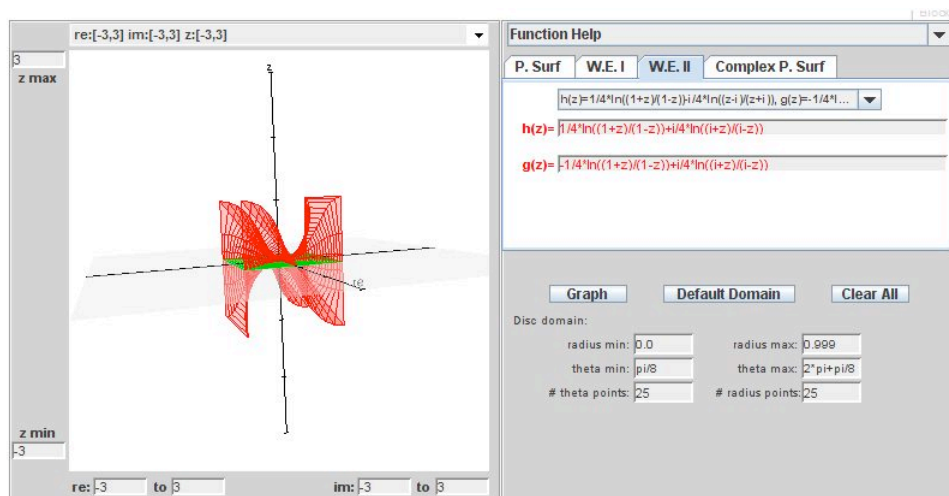 re:[-3,3] im:[-3,3] z:[-3,3]
3
z max
z
re
z min
-3
re: -3 to 3 im: -3 to 3
Function Help
P. Surf W.E. I W.E. II Complex P. Surf
h(z)=1/4*ln((1+z)/(1-z))-i/4*ln((z-i)/(z+i)), g(z)=-1/4*l...
h(z)= 1/4*ln((1+z)/(1-z))+i/4*ln((i+z)/(i-z))
g(z)= -1/4*ln((1+z)/(1-z))+i/4*ln((i+z)/(i-z))
Graph Default Domain Clear All
Disc domain:
radius min: 0.0 radius max: 0.999
theta min: pi/8 theta max: 2*pi+pi/8
# theta points: 25 # radius points: 25